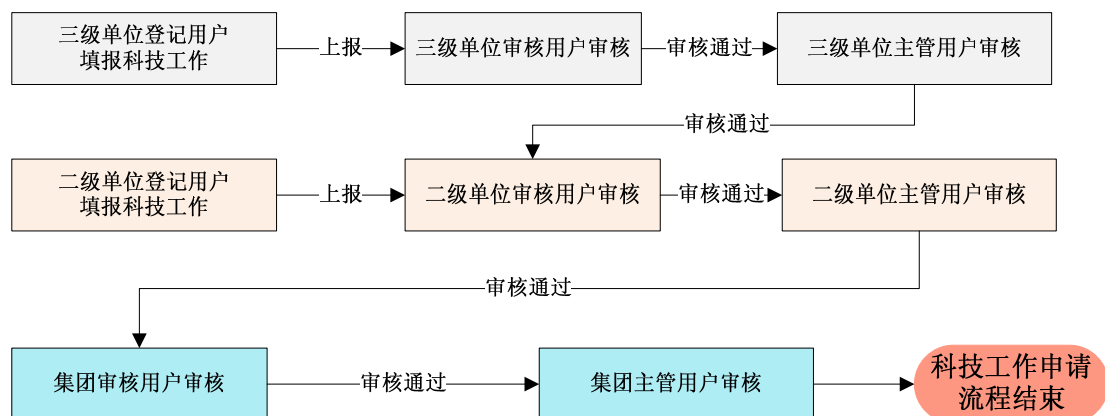 三级单位登记用户
填报科技工作
上报
三级单位审核用户审核
审核通过
三级单位主管用户审核
审核通过
二级单位登记用户
填报科技工作
上报
二级单位审核用户审核
审核通过
二级单位主管用户审核
审核通过
集团审核用户审核
审核通过
集团主管用户审核
科技工作申请
流程结束